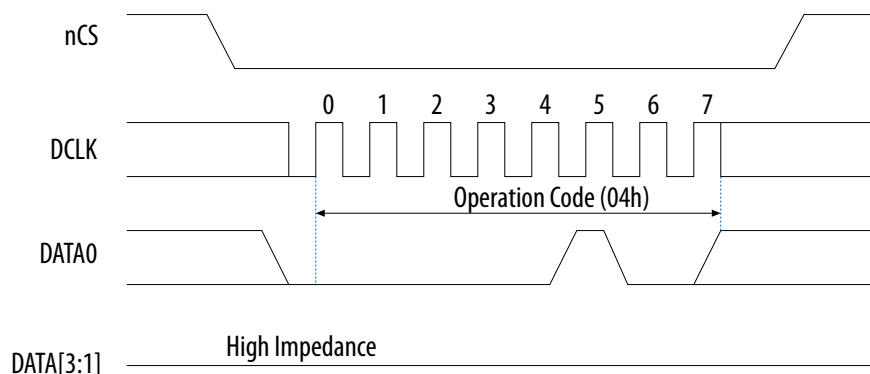 nCS
0 1 2 3 4 5 6 7
DCLK
Operation Code (04h)
DATA0
High Impedance
DATA[3:1]